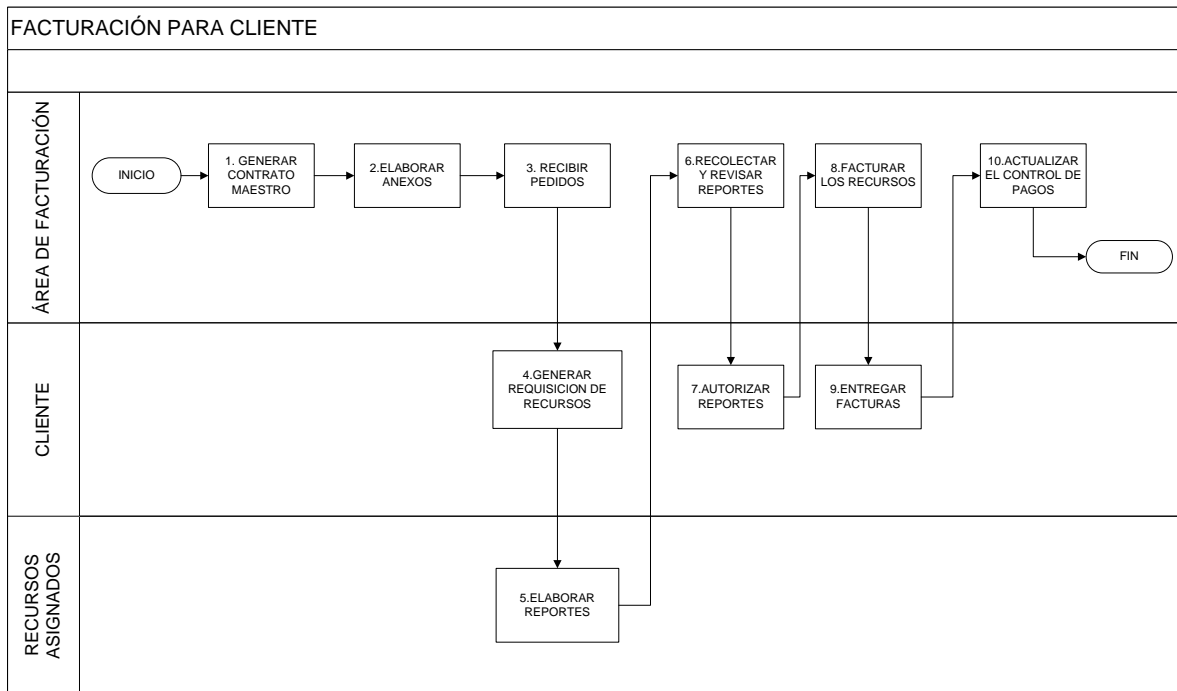 FACTURACIÓN PARA CLIENTE
ÁREA DE FACTURACIÓN
INICIO
1. GENERAR
CONTRATO
MAESTRO
2.ELABORAR
ANEXOS
3. RECIBIR
PEDIDOS
6.RECOLECTAR
Y REVISAR
REPORTES
8.FACTURAR
LOS RECURSOS
10.ACTUALIZAR
EL CONTROL DE
PAGOS
FIN
CLIENTE
4.GENERAR
REQUISICION DE
RECURSOS
7.AUTORIZAR
REPORTES
9.ENTREGAR
FACTURAS
RECURSOS
ASIGNADOS
5.ELABORAR
REPORTES